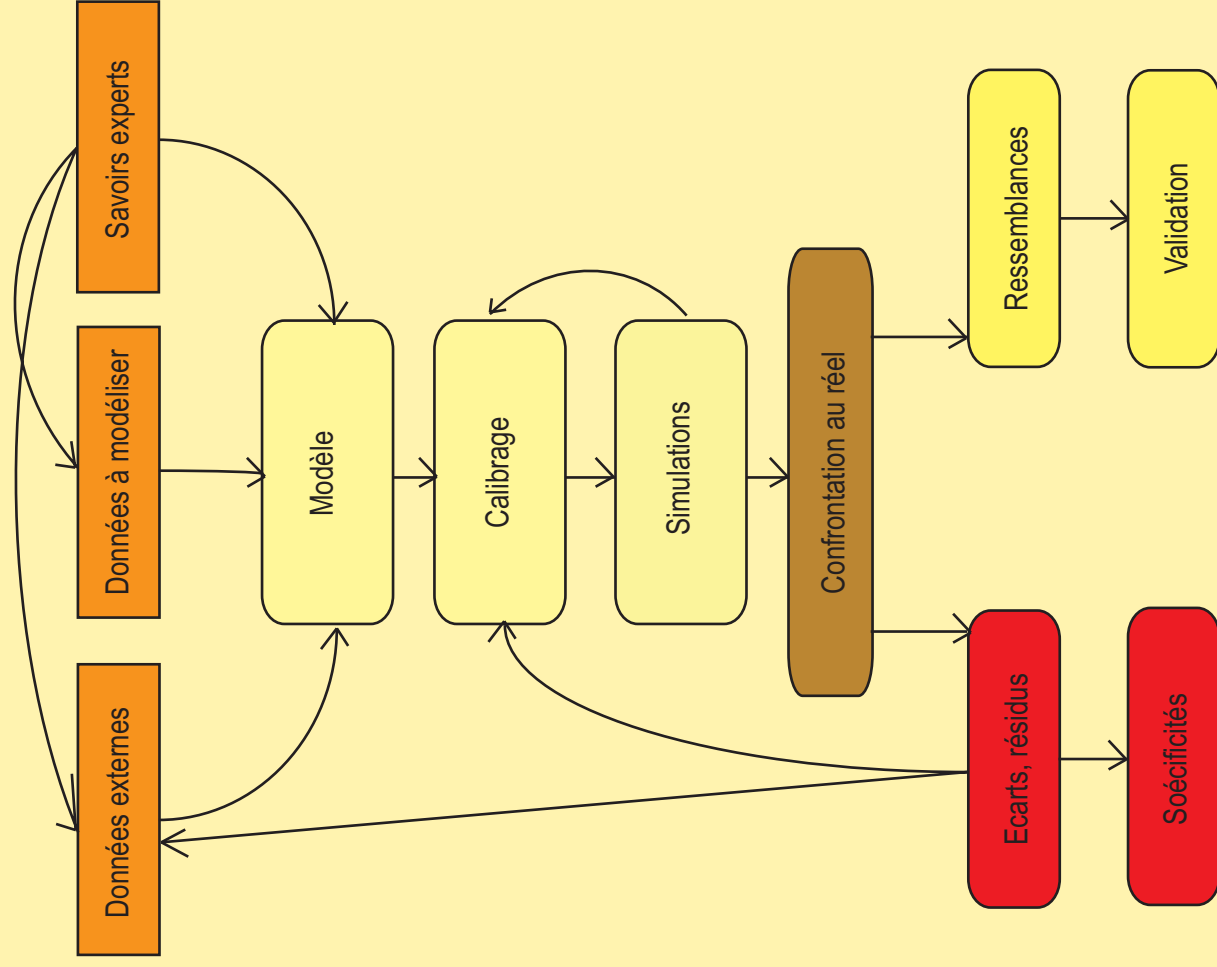 Données externes
Données à modéliser
Savoirs experts
Modèle
Calibrage
Simulations
Confrontation au réel
Ecarts, résidus
Ressemblances
Soécificités
Validation